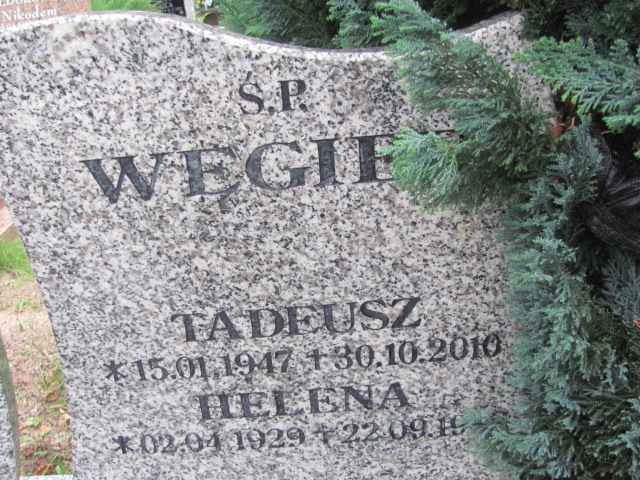 Nikodem
Ś.P.
WĘGIE
TADEUSZ
*15.01.1947 +30.10.2010
HELENA
*02.04.1929 +22.09.19